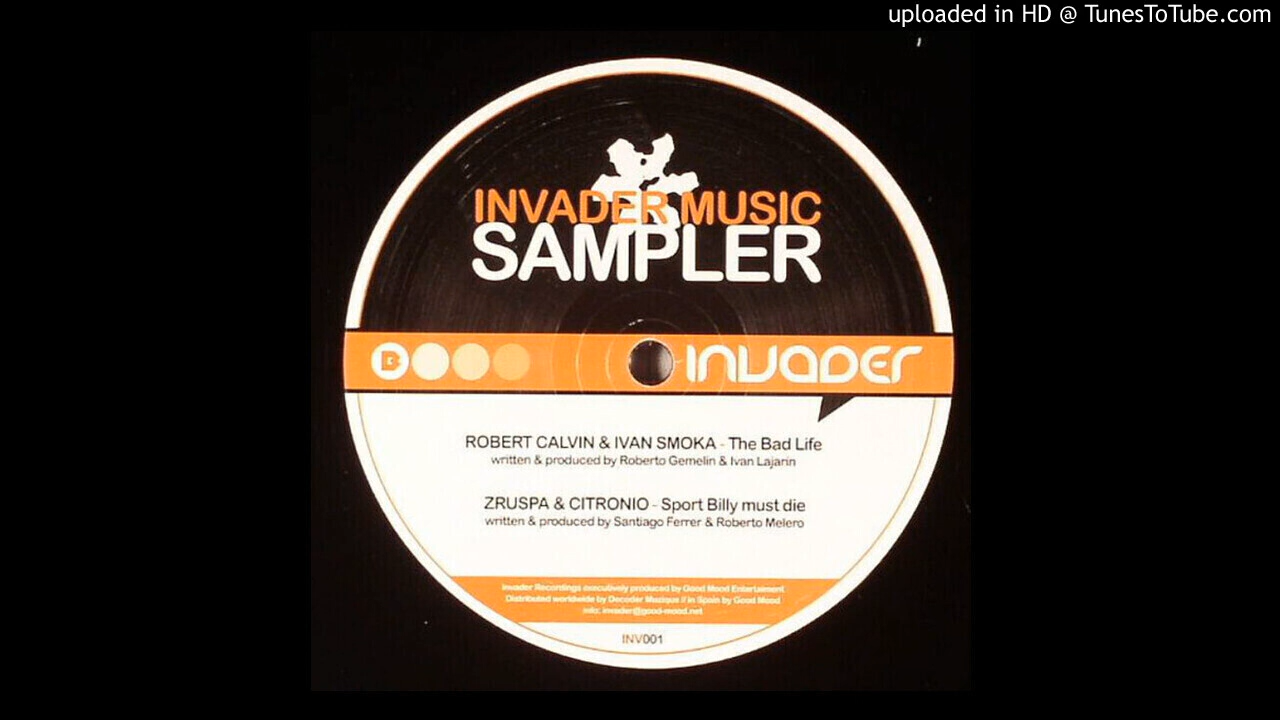 uploaded in HD @ TunesToTube.com
INVADER MUSIC
SAMPLER
B
INVADER
ROBERT CALVIN & IVAN SMOKA - The Bad Life
written & produced by Roberto Gemelin & Ivan Lajarin
ZRUSPA & CITRONIO - Sport Billy must die
written & produced by Santiago Ferrer & Roberto Melero
Invader Recordings executively produced by Good Mood Entertaiment
Distributed worldwide by Decoder Muzique // in Spain by Good Mood
info: invader@good-mood.net
INV001